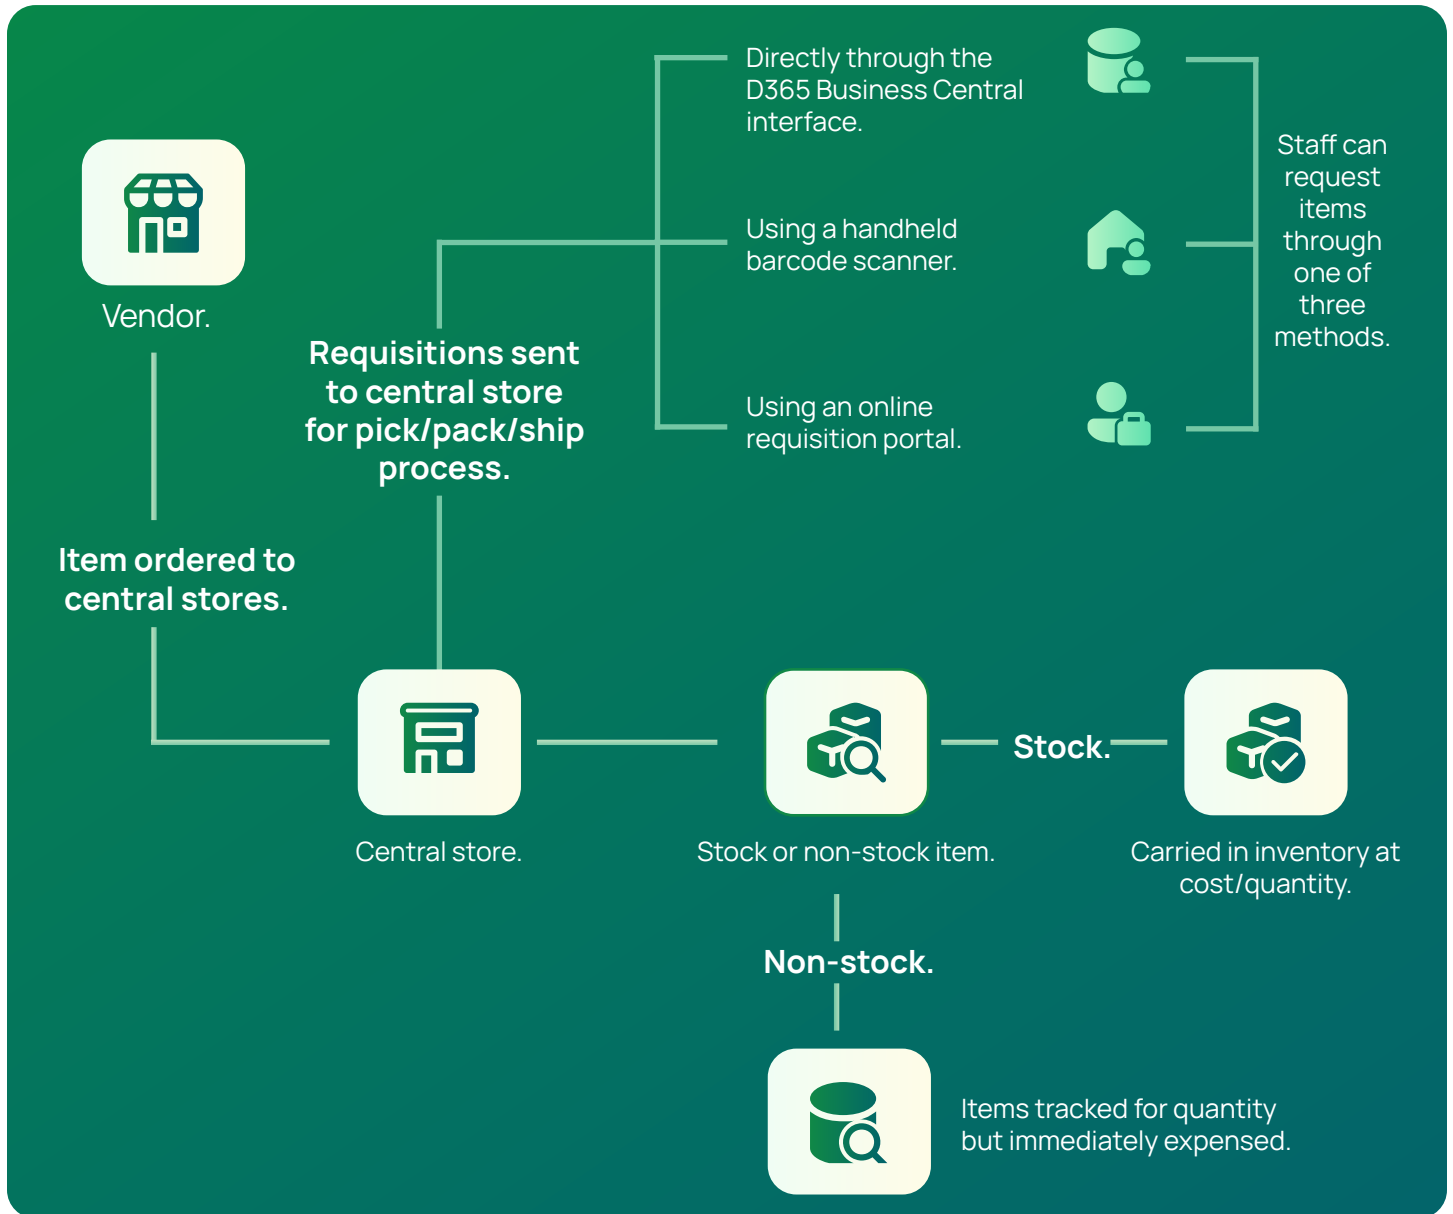 Directly through the
D365 Business Central
interface.
Staff can
request
items
through
one of
three
methods.
Using a handheld
barcode scanner.
Vendor.
Requisitions sent
to central store
for pick/pack/ship
process.
Using an online
requisition portal.
Item ordered to
central stores.
Stock.
Central store.
Stock or non-stock item.
Carried in inventory at
cost/quantity.
Non-stock.
Items tracked for quantity
but immediately expensed.